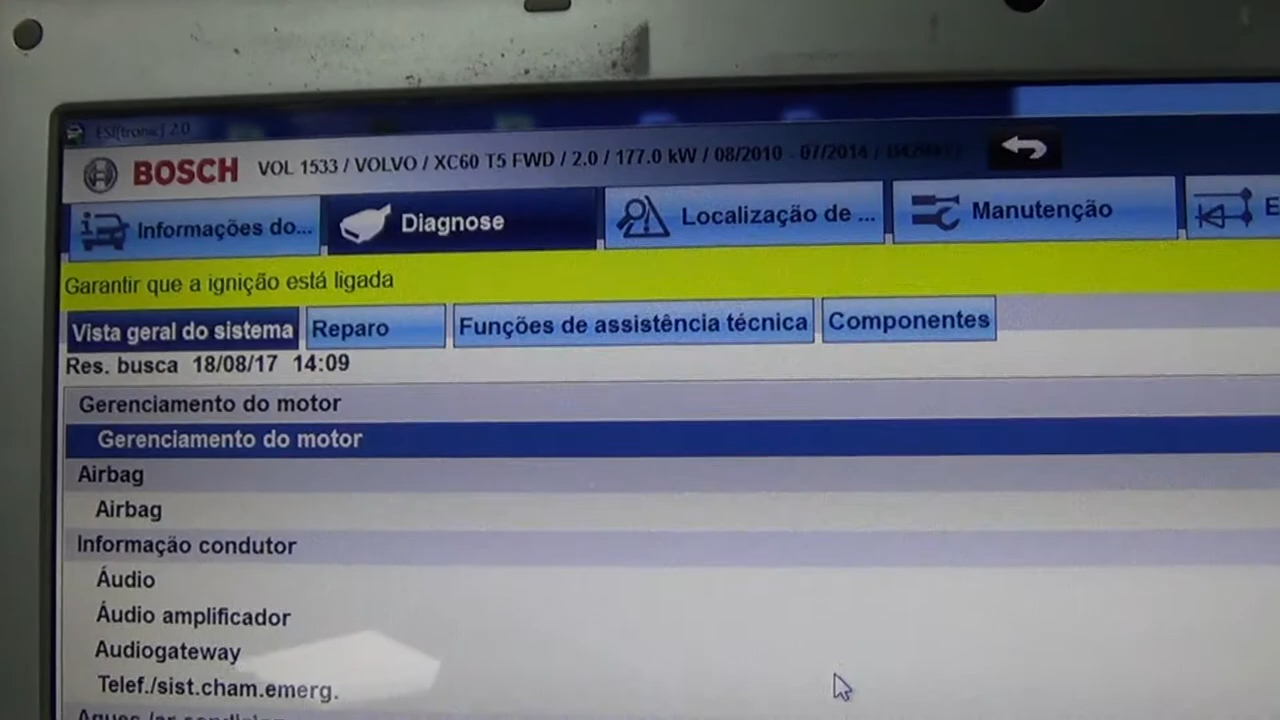 ESI[tronic] 2.0
BOSCH VOL 1533 / VOLVO / XC60 T5 FWD / 2.0 / 177.0 kW / 08/2010 - 07/2014 /
Informações do... Diagnose Localização de ... Manutenção E
Garantir que a ignição está ligada
Vista geral do sistema Reparo Funções de assistência técnica Componentes
Res. busca 18/08/17 14:09
Gerenciamento do motor
Gerenciamento do motor
Airbag
Airbag
Informação condutor
Áudio
Áudio amplificador
Audiogateway
Telef./sist.cham.emerg.